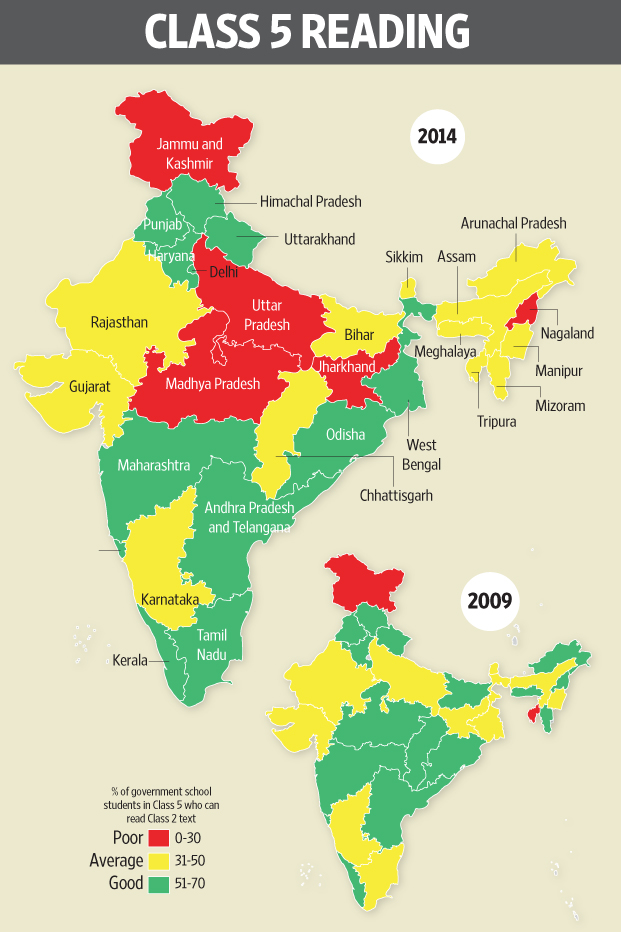 CLASS 5 READING
2014
Jammu and
Kashmir
Himachal Pradesh
Punjab
Uttarakhand
Haryana
Delhi
Arunachal Pradesh
Sikkim
Assam
Rajasthan
Uttar
Pradesh
Bihar
Nagaland
Meghalaya
Manipur
Gujarat
Madhya Pradesh
Jharkhand
Mizoram
Tripura
Odisha
West
Bengal
Maharashtra
Chhattisgarh
Andhra Pradesh
and Telangana
Karnataka
Tamil
Nadu
Kerala
2009
% of government school
students in Class 5 who can
read Class 2 text
Poor 0-30
Average 31-50
Good 51-70